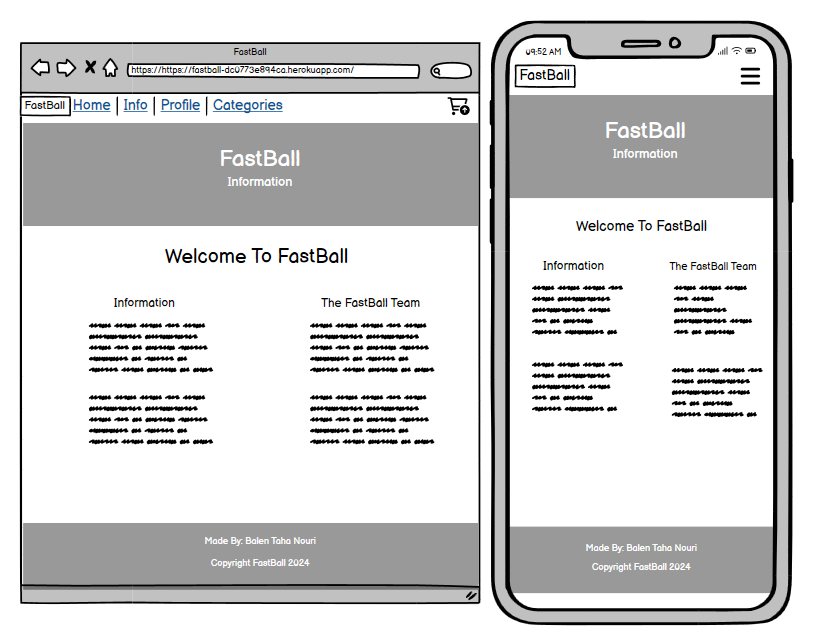 FastBall
https://https://fastball-dc0773e894ca.herokuapp.com/
FastBall Home | Info | Profile | Categories
FastBall
Information
Welcome To FastBall
Information
The FastBall Team
Made By: Balen Taha Nouri
Copyright FastBall 2024
09:52 AM
FastBall
FastBall
Information
Welcome To FastBall
Information
The FastBall Team
Made By: Balen Taha Nouri
Copyright FastBall 2024